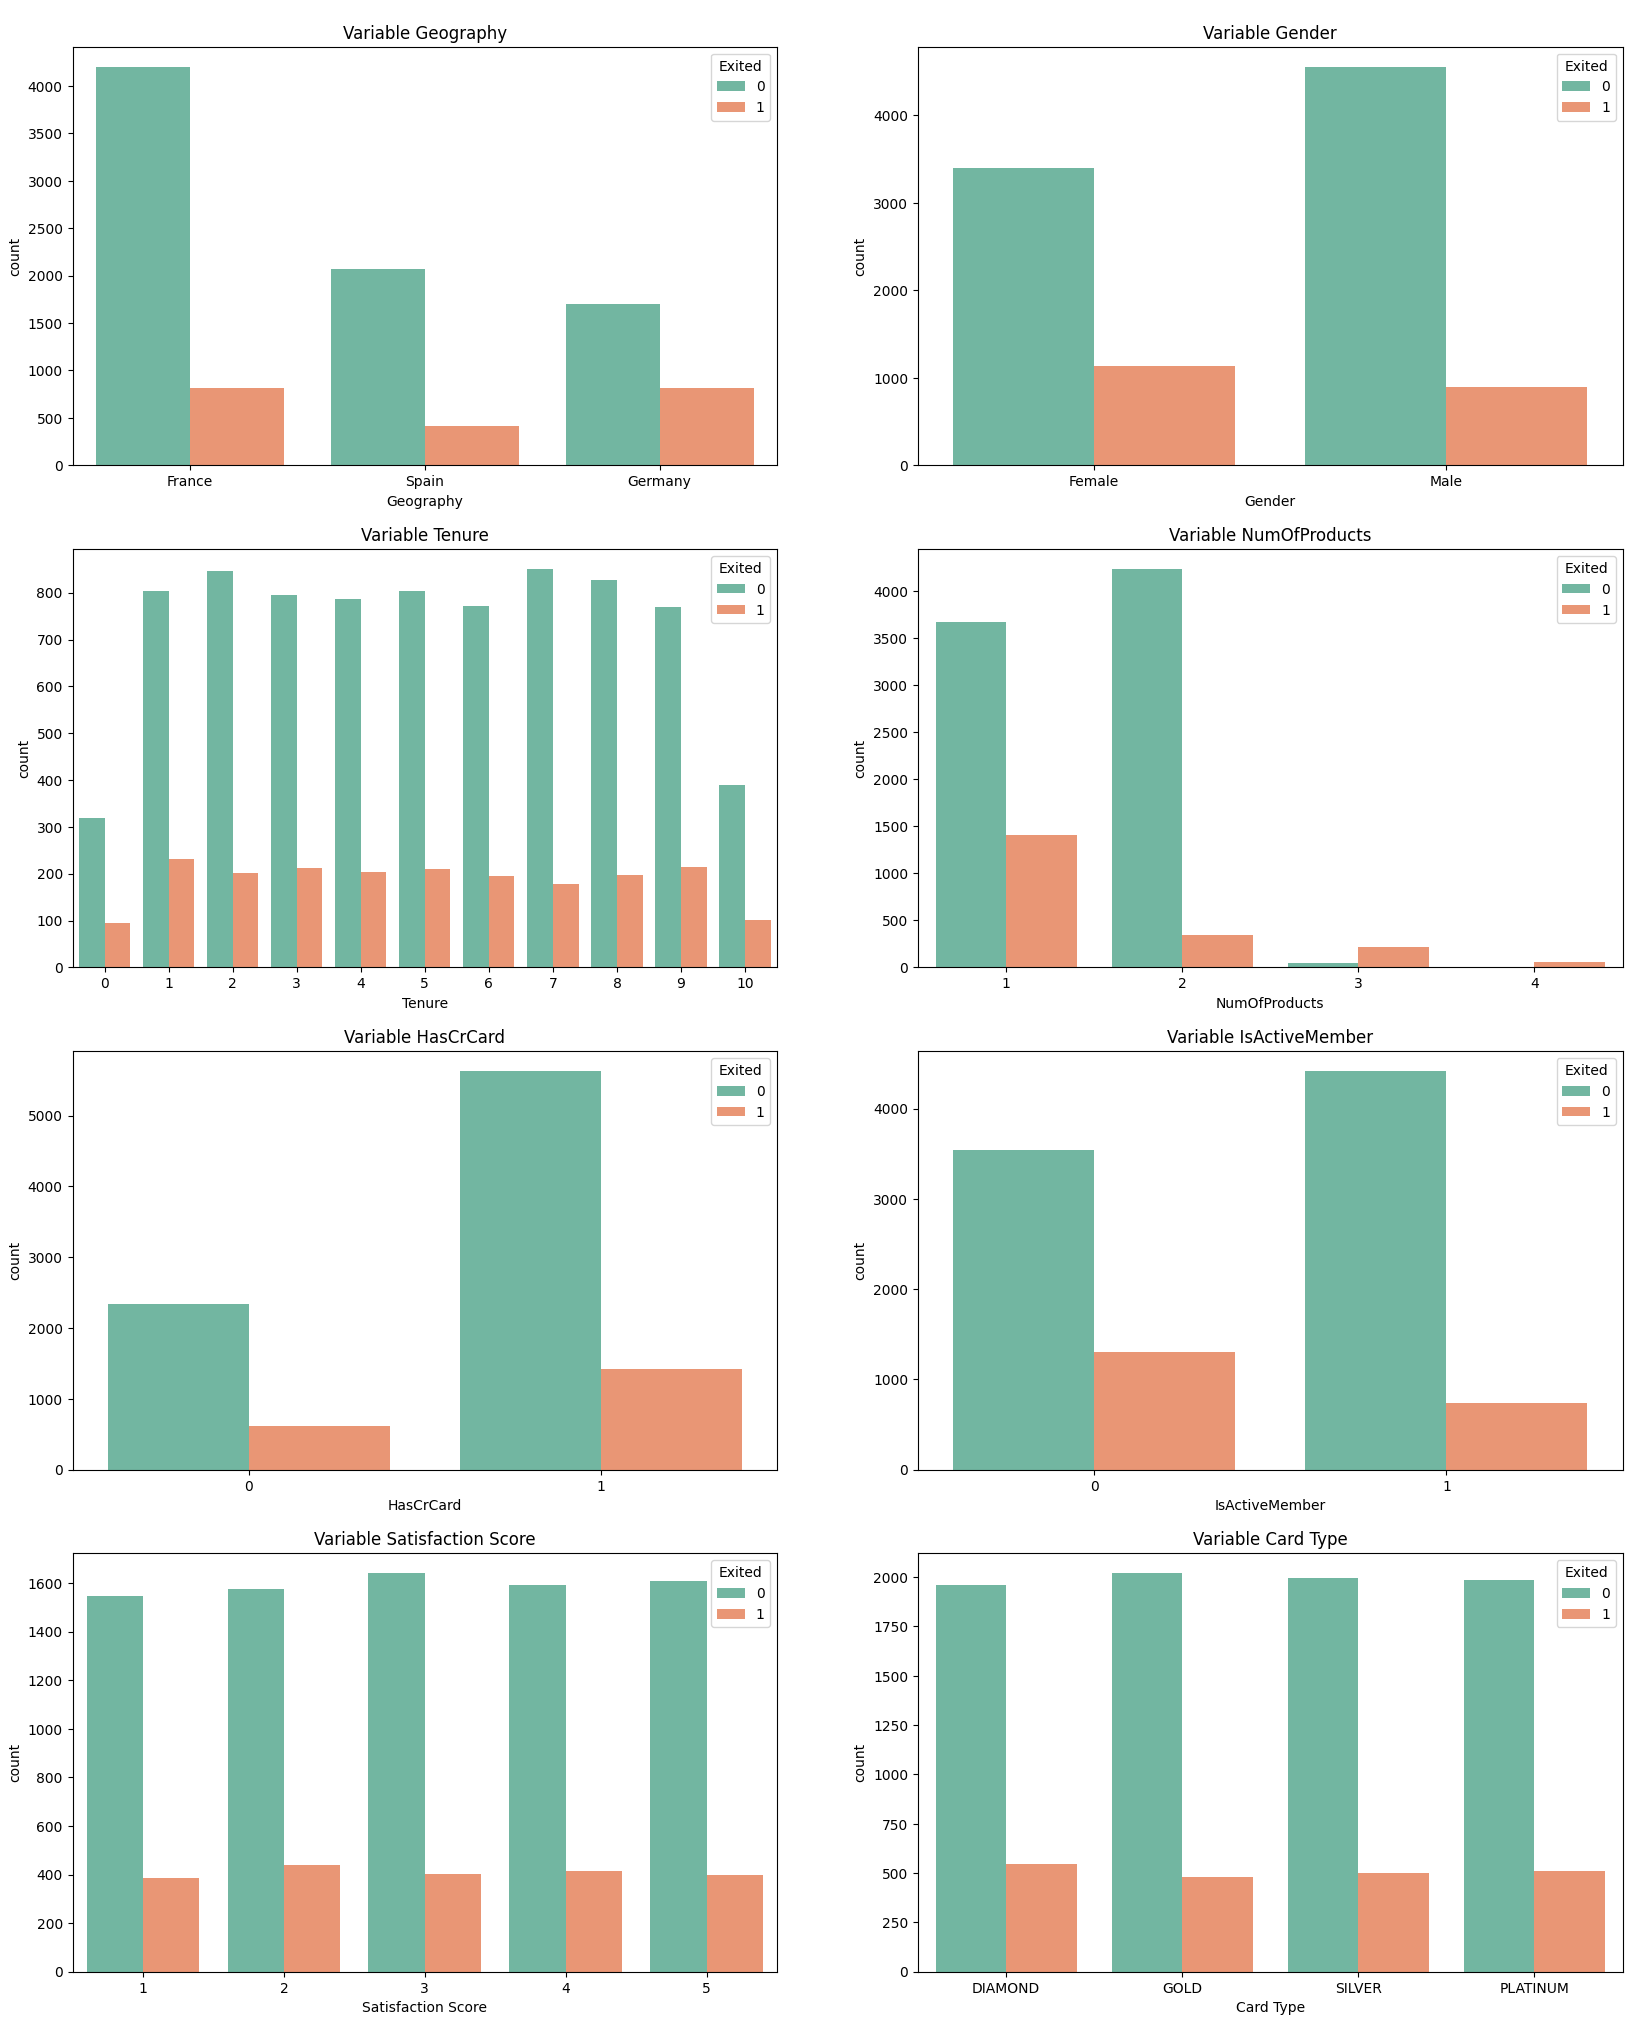 Variable Geography
Exited
0
1
count
4000
3500
3000
2500
2000
1500
1000
500
0
France Spain Germany
Geography
Variable Gender
Exited
0
1
count
4000
3000
2000
1000
0
Female Male
Gender
Variable Tenure
Exited
0
1
count
800
700
600
500
400
300
200
100
0
0 1 2 3 4 5 6 7 8 9 10
Tenure
Variable NumOfProducts
Exited
0
1
count
4000
3500
3000
2500
2000
1500
1000
500
0
1 2 3 4
NumOfProducts
Variable HasCrCard
Exited
0
1
count
5000
4000
3000
2000
1000
0
0 1
HasCrCard
Variable IsActiveMember
Exited
0
1
count
4000
3000
2000
1000
0
0 1
IsActiveMember
Variable Satisfaction Score
Exited
0
1
count
1600
1400
1200
1000
800
600
400
200
0
1 2 3 4 5
Satisfaction Score
Variable Card Type
Exited
0
1
count
2000
1750
1500
1250
1000
750
500
250
0
DIAMOND GOLD SILVER PLATINUM
Card Type